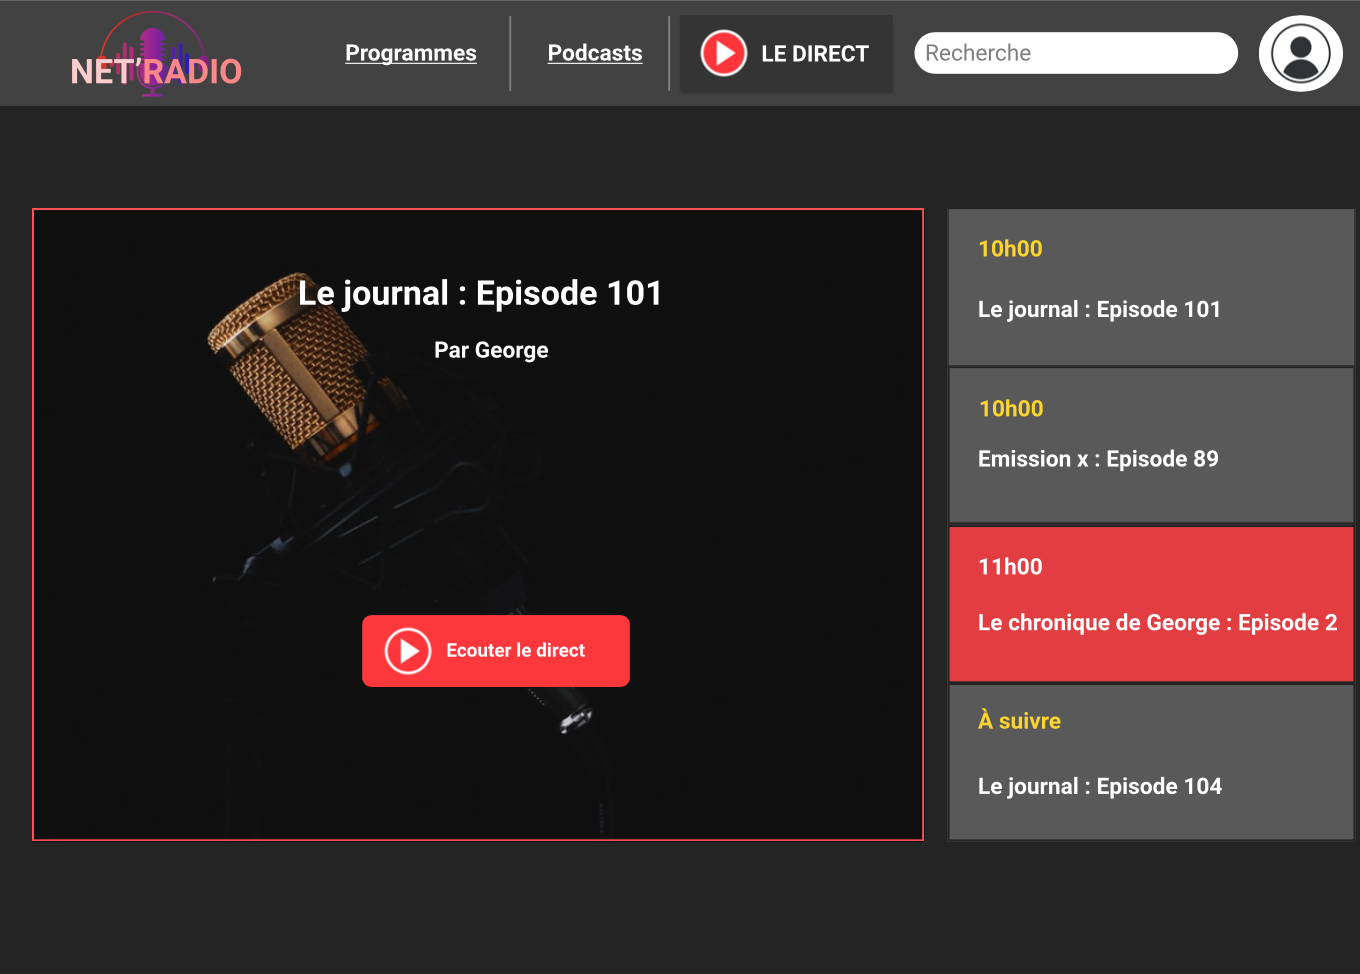 NET'RADIO
Programmes
Podcasts
LE DIRECT
Recherche
Le journal : Episode 101
Par George
Ecouter le direct
10h00
Le journal : Episode 101
10h00
Emission x : Episode 89
11h00
Le chronique de George : Episode 2
À suivre
Le journal : Episode 104